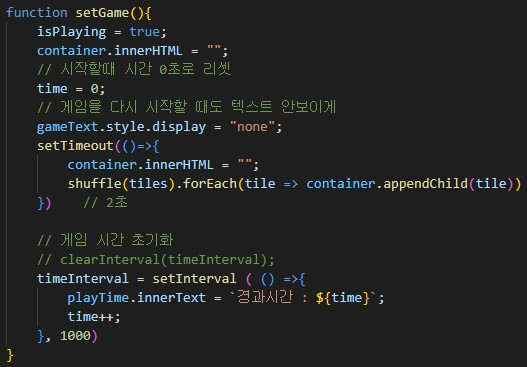 function setGame(){
isPlaying = true;
container.innerHTML = "";
// 시작할때 시간 0초로 리셋
time = 0;
// 게임을 다시 시작할 때도 텍스트 안보이게
gameText.style.display = "none";
setTimeout(()=>{
container.innerHTML = "";
shuffle(tiles).forEach(tile => container.appendChild(tile))
})    // 2초
// 게임 시간 초기화
// clearInterval(timeInterval);
timeInterval = setInterval ( () =>{
playTime.innerText = `경과시간 : ${time}`;
time++;
}, 1000)
}